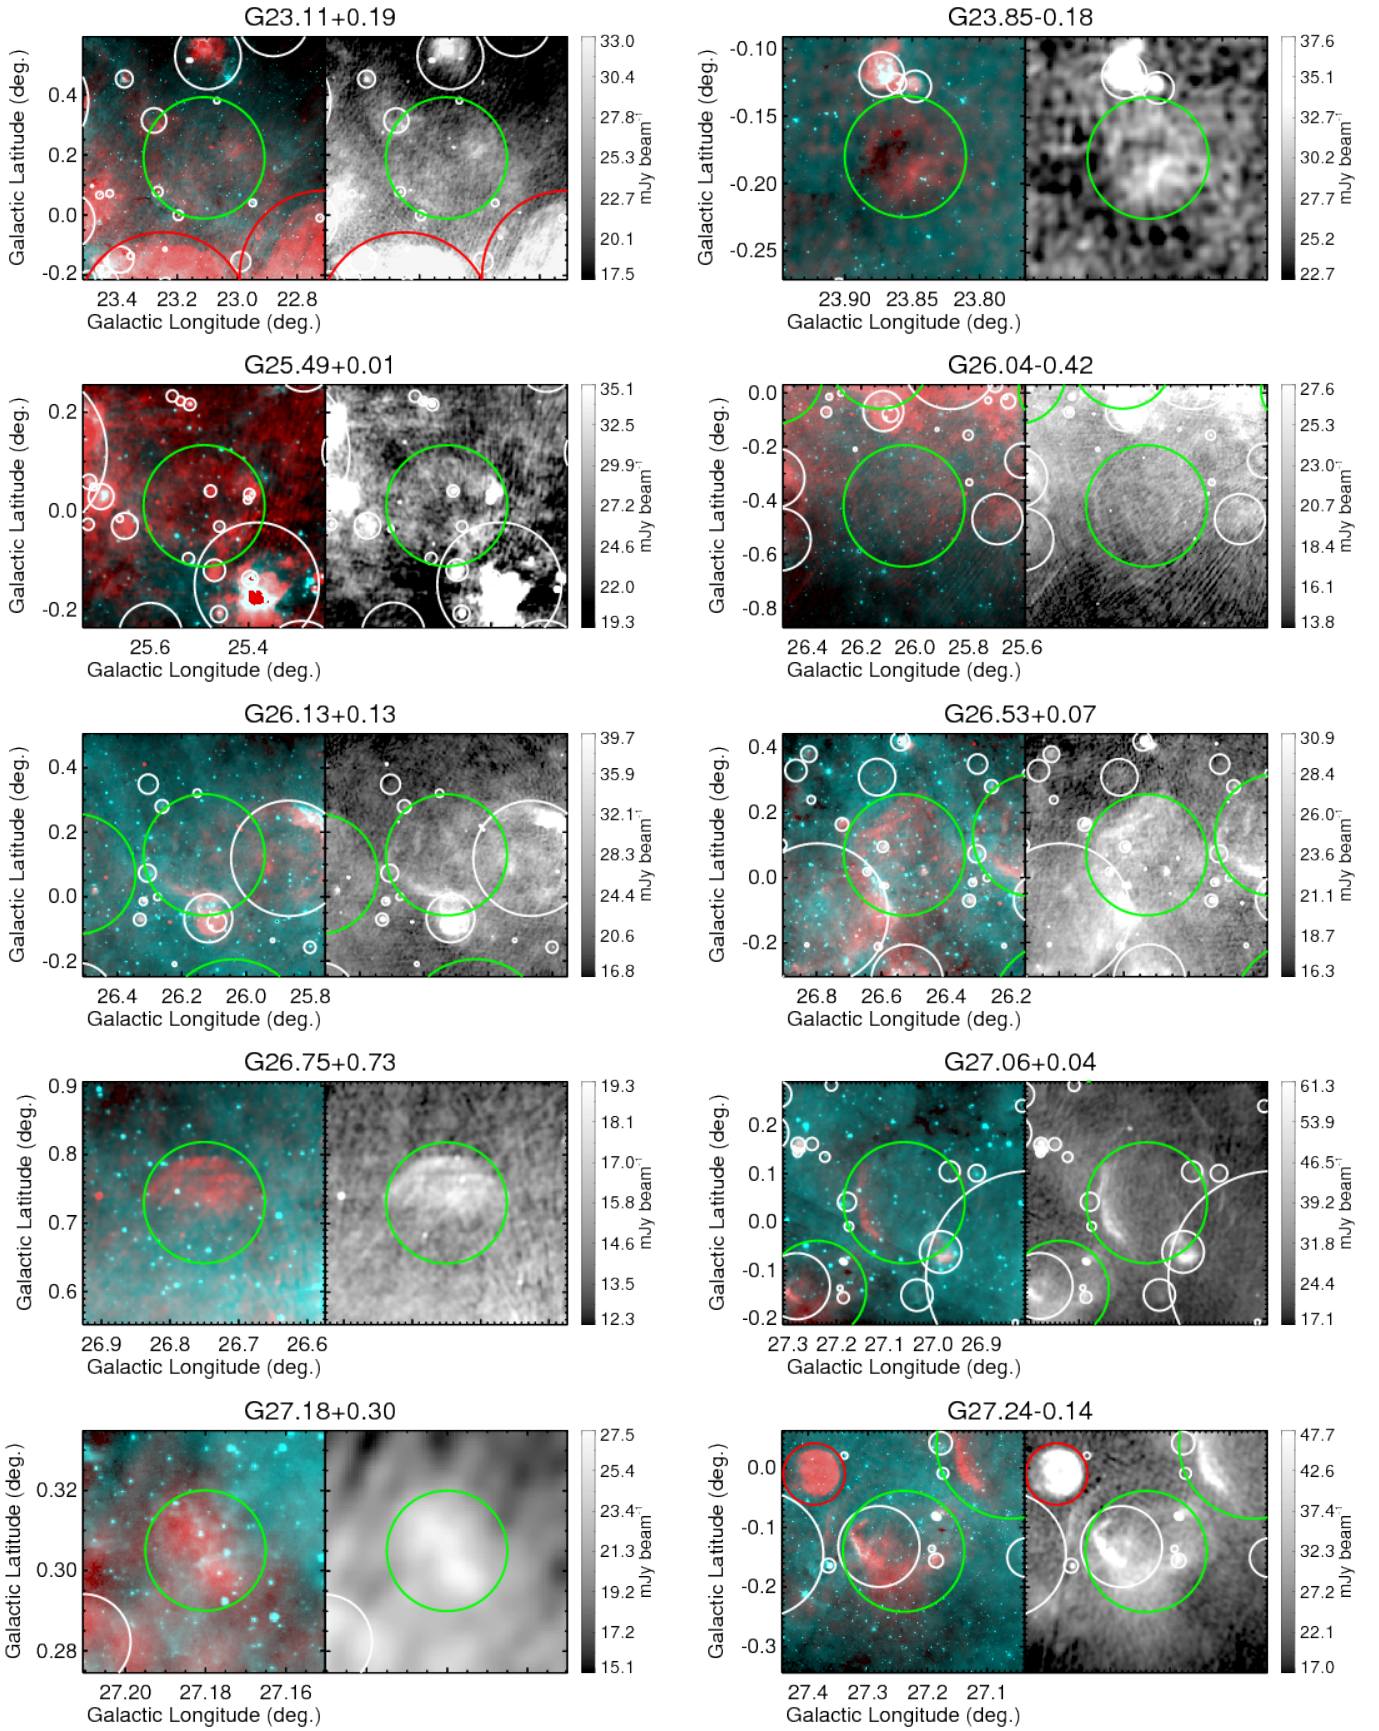 G23.11+0.19
Galactic Latitude (deg.)
0.4
0.2
0.0
-0.2
23.4 23.2 23.0 22.8
Galactic Longitude (deg.)
33.0
30.4
27.8
25.3
22.7
20.1
17.5
mJy beam-1
G23.85-0.18
Galactic Latitude (deg.)
-0.10
-0.15
-0.20
-0.25
23.90 23.85 23.80
Galactic Longitude (deg.)
37.6
35.1
32.7
30.2
27.7
25.2
22.7
mJy beam-1
G25.49+0.01
Galactic Latitude (deg.)
0.2
0.0
-0.2
25.6 25.4
Galactic Longitude (deg.)
35.1
32.5
29.9
27.2
24.6
22.0
19.3
mJy beam-1
G26.04-0.42
Galactic Latitude (deg.)
0.0
-0.2
-0.4
-0.6
-0.8
26.4 26.2 26.0 25.8 25.6
Galactic Longitude (deg.)
27.6
25.3
23.0
20.7
18.4
16.1
13.8
mJy beam-1
G26.13+0.13
Galactic Latitude (deg.)
0.4
0.2
0.0
-0.2
26.4 26.2 26.0 25.8
Galactic Longitude (deg.)
39.7
35.9
32.1
28.3
24.4
20.6
16.8
mJy beam-1
G26.53+0.07
Galactic Latitude (deg.)
0.4
0.2
0.0
-0.2
26.8 26.6 26.4 26.2
Galactic Longitude (deg.)
30.9
28.4
26.0
23.6
21.1
18.7
16.3
mJy beam-1
G26.75+0.73
Galactic Latitude (deg.)
0.9
0.8
0.7
0.6
26.9 26.8 26.7 26.6
Galactic Longitude (deg.)
19.3
18.1
17.0
15.8
14.6
13.5
12.3
mJy beam-1
G27.06+0.04
Galactic Latitude (deg.)
0.2
0.1
0.0
-0.1
-0.2
27.3 27.2 27.1 27.0 26.9
Galactic Longitude (deg.)
61.3
53.9
46.5
39.2
31.8
24.4
17.1
mJy beam-1
G27.18+0.30
Galactic Latitude (deg.)
0.32
0.30
0.28
27.20 27.18 27.16
Galactic Longitude (deg.)
27.5
25.4
23.4
21.3
19.2
17.2
15.1
mJy beam-1
G27.24-0.14
Galactic Latitude (deg.)
0.0
-0.1
-0.2
-0.3
27.4 27.3 27.2 27.1
Galactic Longitude (deg.)
47.7
42.6
37.4
32.3
27.2
22.1
17.0
mJy beam-1